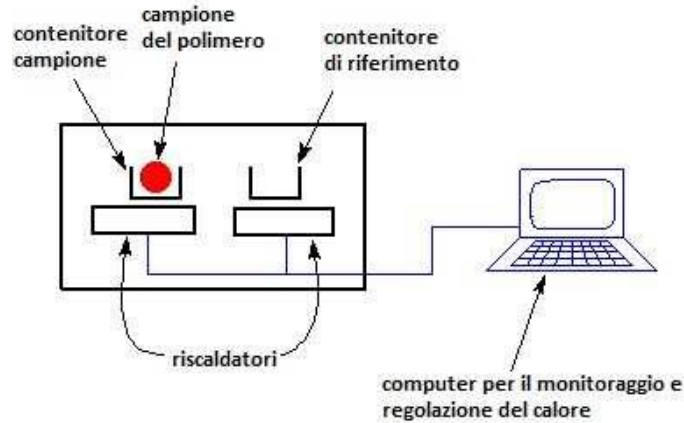 contenitore
campione
campione
del polimero
contenitore
di riferimento
riscaldatori
computer per il monitoraggio e
regolazione del calore